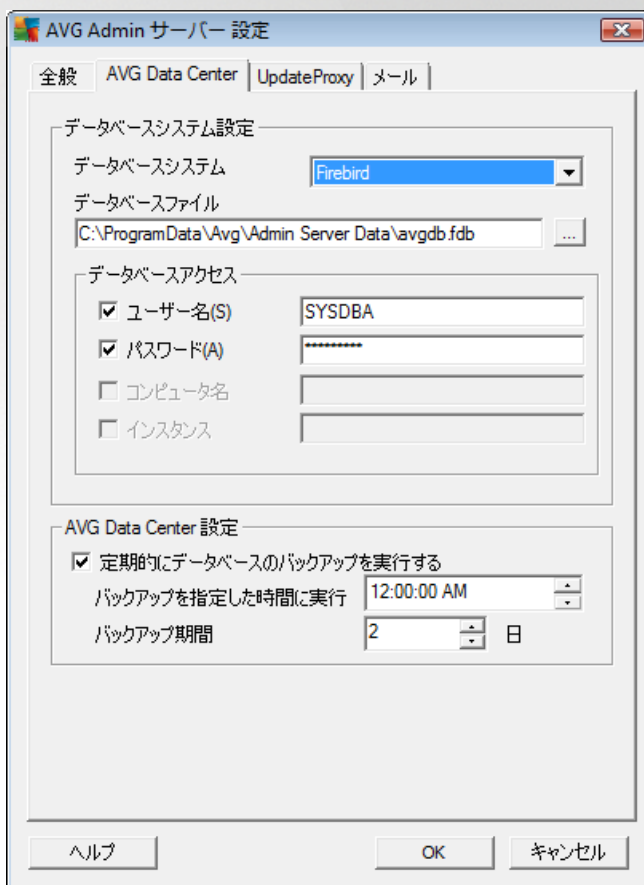 AVG Admin サーバー 設定
全般 AVG Data Center UpdateProxy メール
データベースシステム設定
データベースシステム Firebird
データベースファイル
C:\ProgramData\Avg\Admin Server Data\avgdb.fdb ...
データベースアクセス
ユーザー名(S) SYSDBA
パスワード(A) *********
コンピュータ名
インスタンス
AVG Data Center 設定
定期的にデータベースのバックアップを実行する
バックアップを指定した時間に実行 12:00:00 AM
バックアップ期間 2 日
ヘルプ OK キャンセル